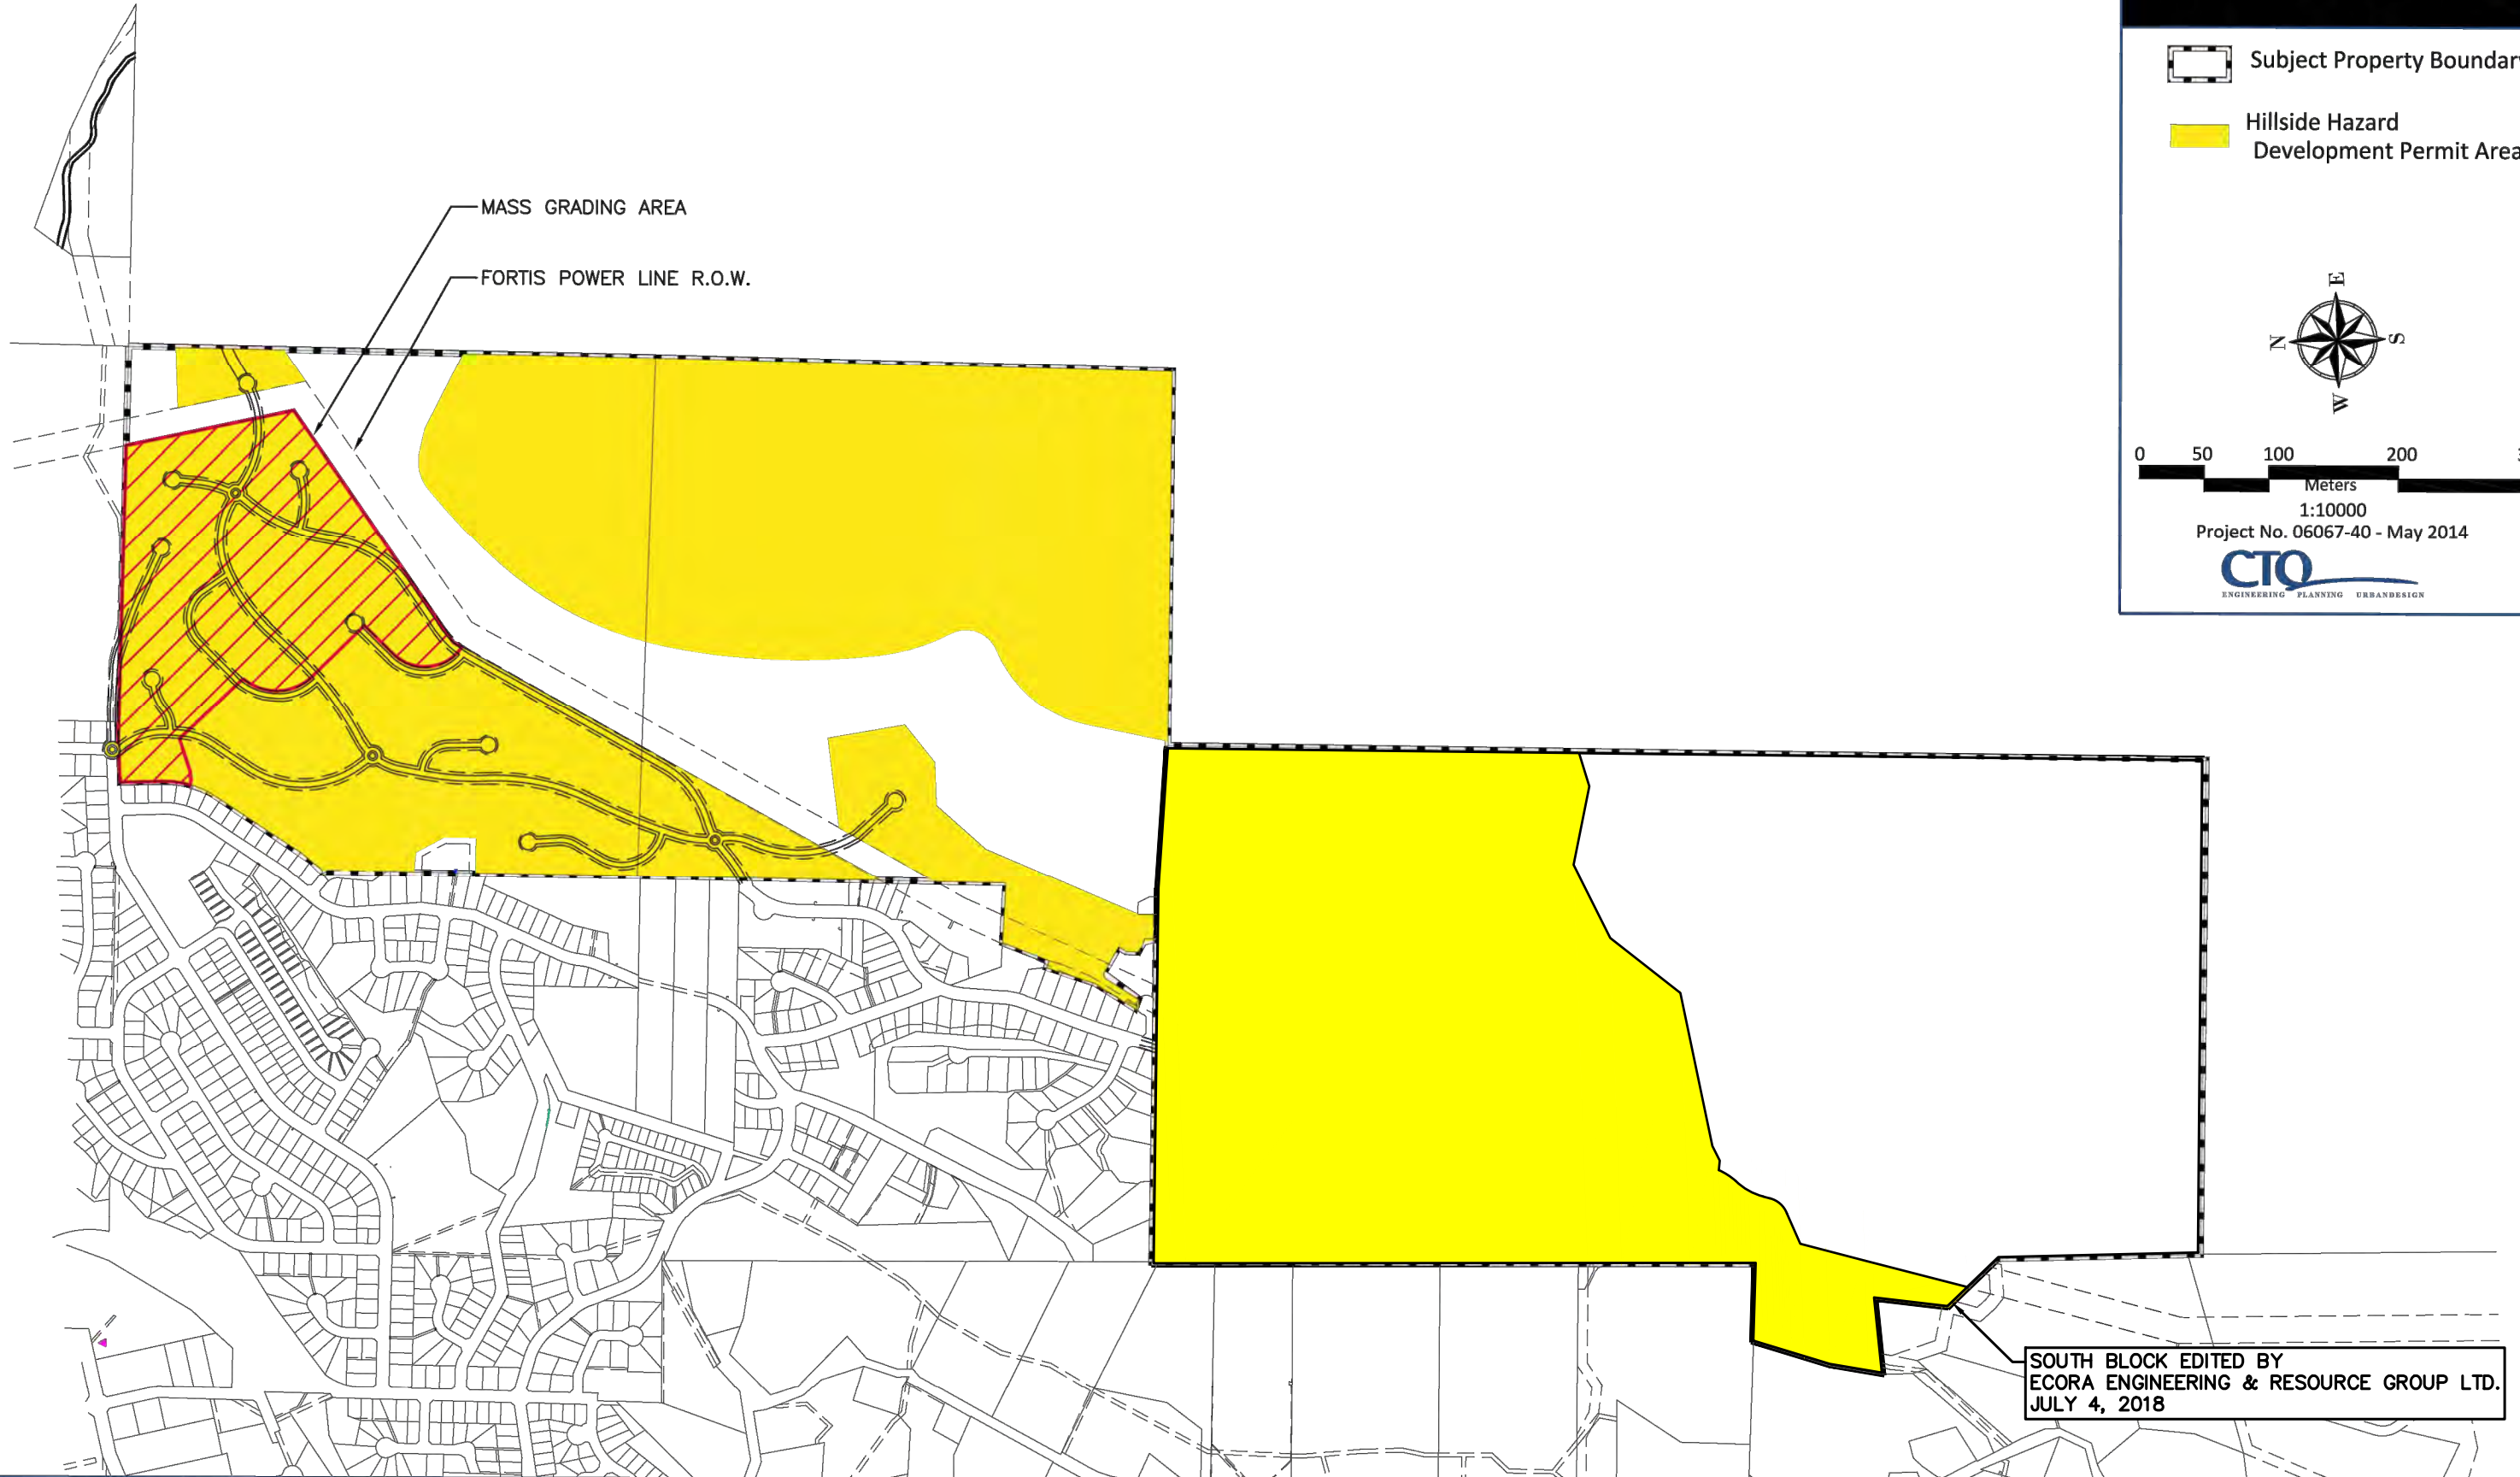 Subject Property Boundary
Hillside Hazard
Development Permit Area
MASS GRADING AREA
FORTIS POWER LINE R.O.W.
E
N
S
W
0 50 100 200
Meters
1:10000
Project No. 06067-40 - May 2014
CTQ
ENGINEERING PLANNING URBANDESIGN
SOUTH BLOCK EDITED BY
ECORA ENGINEERING & RESOURCE GROUP LTD.
JULY 4, 2018